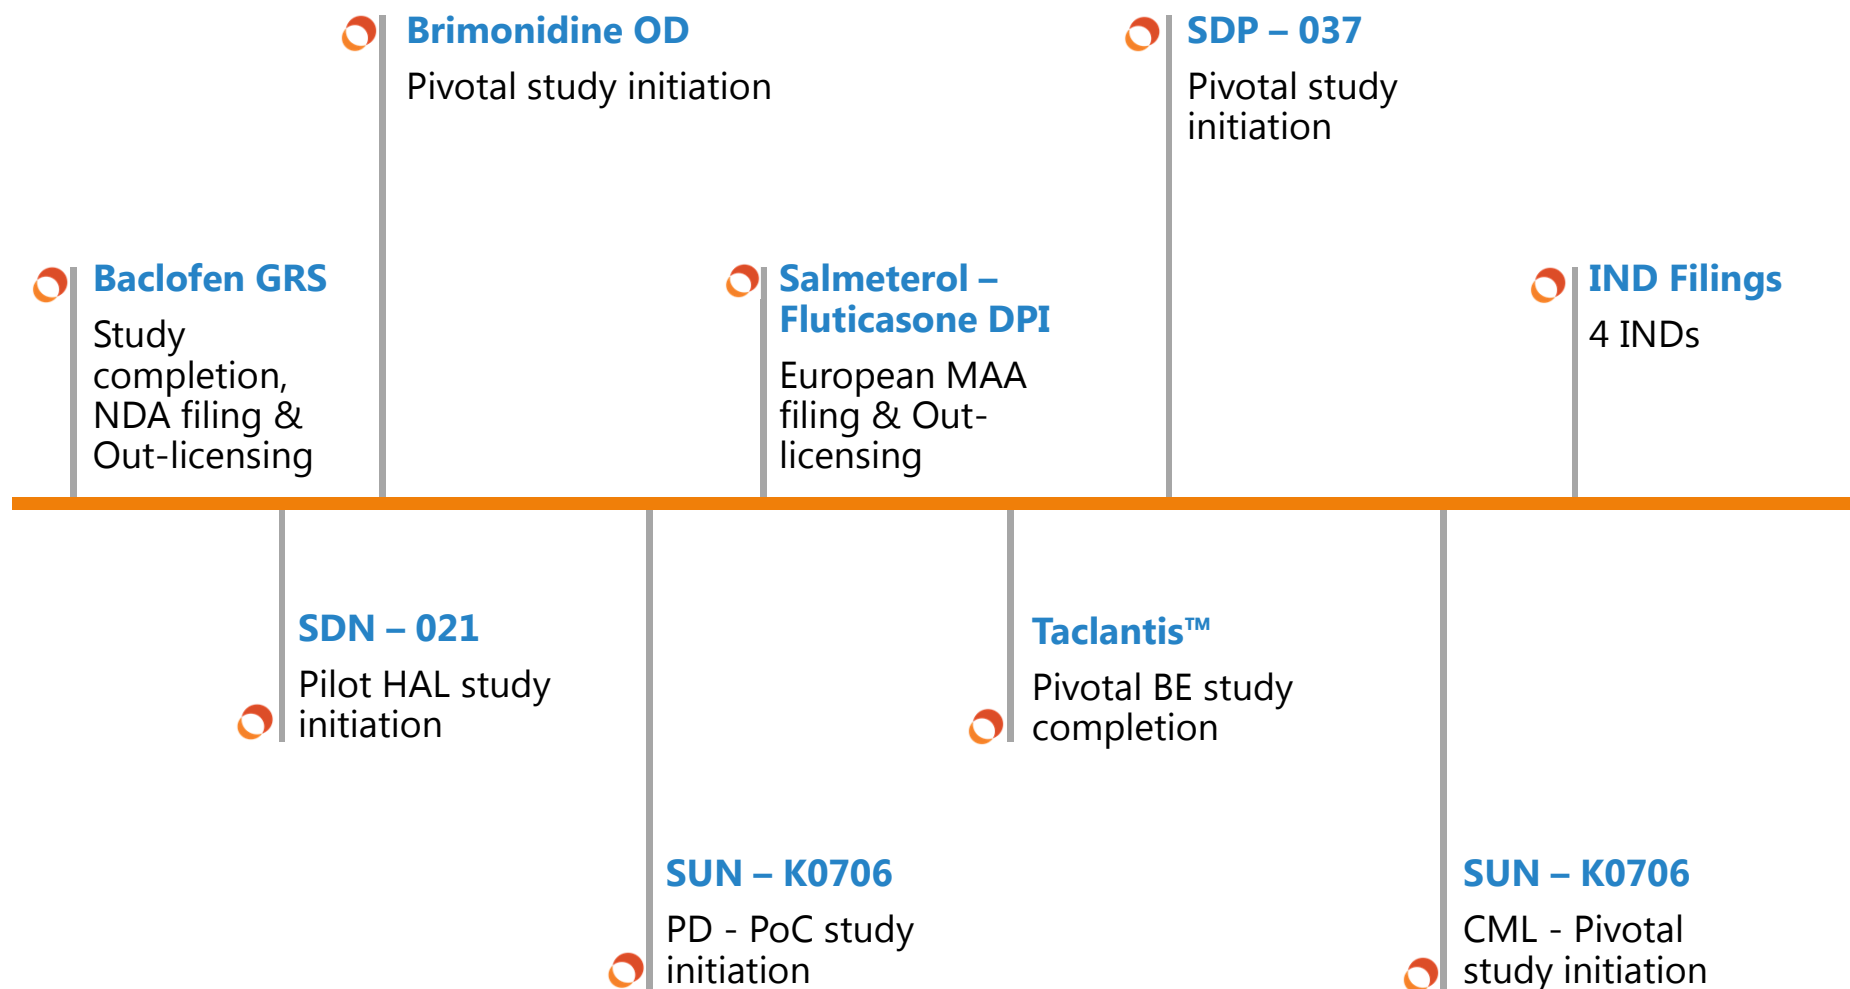 Brimonidine OD
Pivotal study initiation
SDP – 037
Pivotal study
initiation
Baclofen GRS
Study
completion,
NDA filing &
Out-licensing
Salmeterol –
Fluticasone DPI
European MAA
filing & Out-
licensing
IND Filings
4 INDs
SDN – 021
Pilot HAL study
initiation
Taclantis™
Pivotal BE study
completion
SUN – K0706
PD - PoC study
initiation
SUN – K0706
CML - Pivotal
study initiation